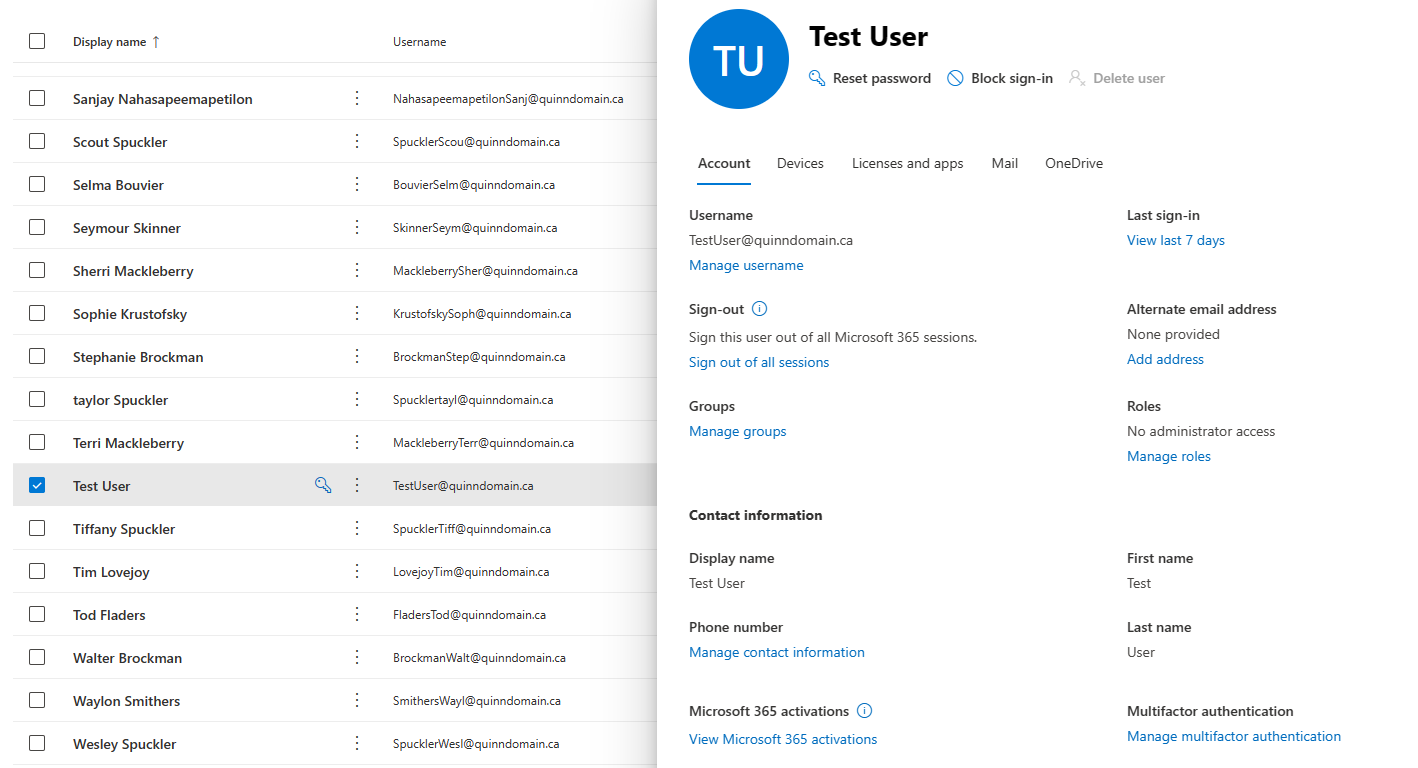 Display name ↑ Username
Sanjay Nahasapeemapetilon NahasapeemapetilonSanj@quinndomain.ca
Scout Spuckler SpucklerScou@quinndomain.ca
Selma Bouvier BouvierSelm@quinndomain.ca
Seymour Skinner SkinnerSeym@quinndomain.ca
Sherri Mackleberry MackleberrySher@quinndomain.ca
Sophie Krustofsky KrustofskySoph@quinndomain.ca
Stephanie Brockman BrockmanStep@quinndomain.ca
taylor Spuckler Spucklertayl@quinndomain.ca
Terri Mackleberry MackleberryTerr@quinndomain.ca
Test User TestUser@quinndomain.ca
Tiffany Spuckler SpucklerTiff@quinndomain.ca
Tim Lovejoy LovejoyTim@quinndomain.ca
Tod Fladers FladersTod@quinndomain.ca
Walter Brockman BrockmanWalt@quinndomain.ca
Waylon Smithers SmithersWayl@quinndomain.ca
Wesley Spuckler SpucklerWesl@quinndomain.ca
TU
Test User
Reset password Block sign-in Delete user
Account Devices Licenses and apps Mail OneDrive
Username
TestUser@quinndomain.ca
Manage username
Last sign-in
View last 7 days
Sign-out
Sign this user out of all Microsoft 365 sessions.
Sign out of all sessions
Alternate email address
None provided
Add address
Groups
Manage groups
Roles
No administrator access
Manage roles
Contact information
Display name
Test User
First name
Test
Phone number
Manage contact information
Last name
User
Microsoft 365 activations
View Microsoft 365 activations
Multifactor authentication
Manage multifactor authentication